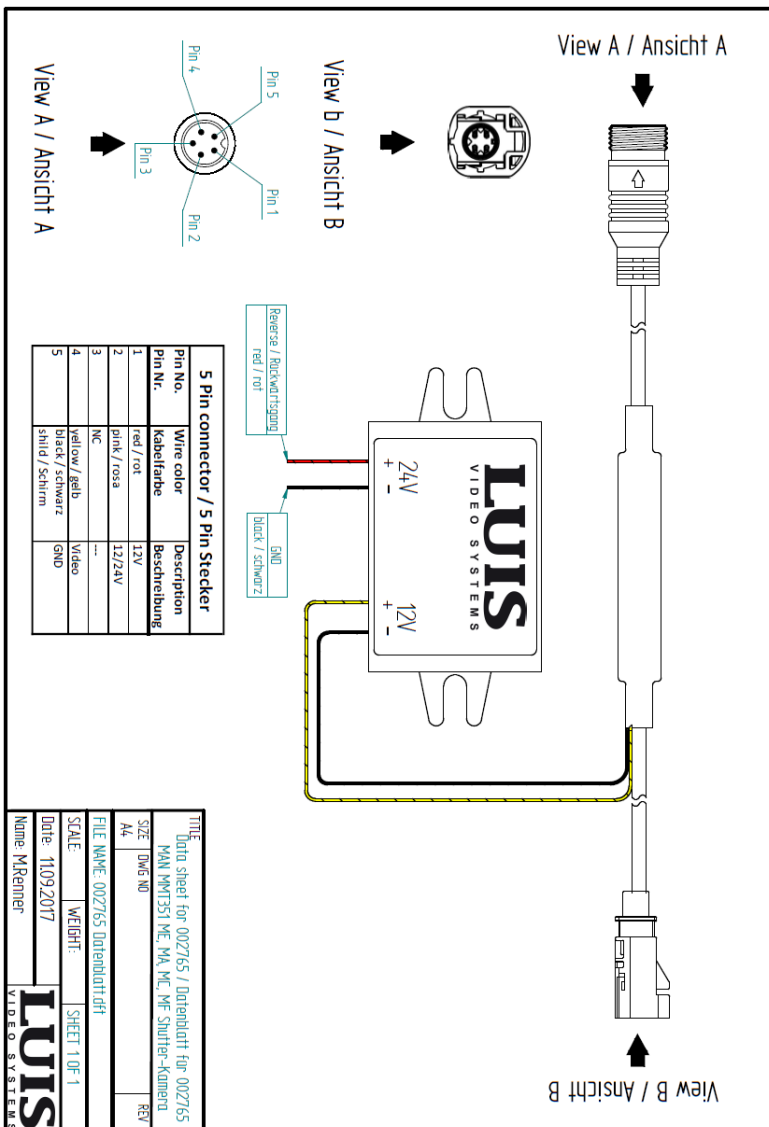 View A / Ansicht A
View B / Ansicht B
View b / Ansicht B
View A / Ansicht A
Pin 4
Pin 5
Pin 3
Pin 1
Pin 2
Reverse / Rückwärtsgang
red / rot
GND
black / schwarz
LUIS
VIDEO SYSTEMS
24V 12V
+ - + -
5 Pin connector / 5 Pin Stecker
Pin No. Wire color Description
Pin Nr. Kabelfarbe Beschreibung
1 red / rot 12V
2 pink / rosa 12/24V
3 NC ---
4 yellow / gelb Video
5 black / schwarz GND
shild / Schirm
TITLE
Data sheet for 002765 / Datenblatt für 002765
MAN MMT351 ME, MA, MC, MF Shutter-Kamera
SIZE DWG NO REV
A4
FILE NAME: 002765 Datenblatt.dft
SCALE: WEIGHT: SHEET 1 OF 1
Date: 11.09.2017
Name: M.Renner
LUIS
VIDEO SYSTEMS